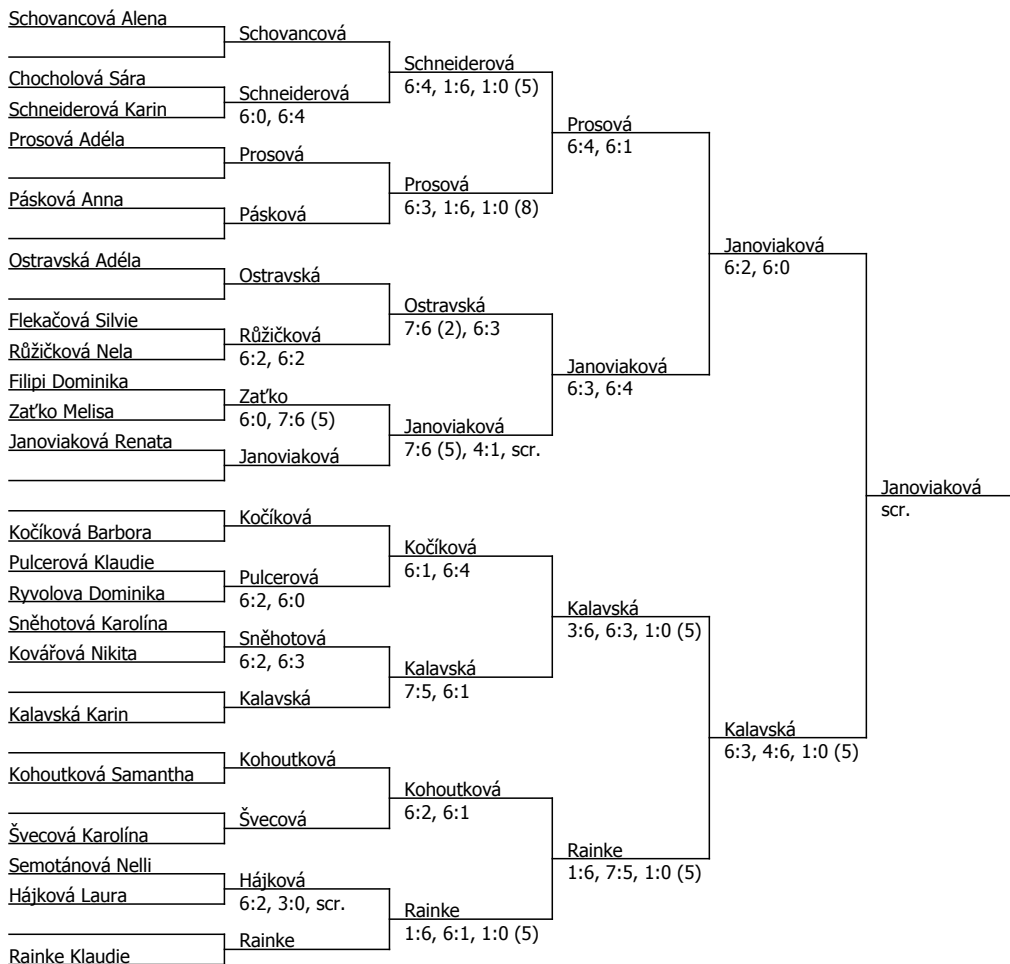 Schovancová Alena
Schovancová
Schneiderová
6:4, 1:6, 1:0 (5)
Chocholová Sára
Schneiderová Karin
Schneiderová
6:0, 6:4
Prosová
6:4, 6:1
Prosová Adéla
Prosová
Prosová
6:3, 1:6, 1:0 (8)
Pásková Anna
Pásková
Janoviaková
6:2, 6:0
Ostravská Adéla
Ostravská
Ostravská
7:6 (2), 6:3
Flekačová Silvie
Růžičková Nela
Růžičková
6:2, 6:2
Janoviaková
6:3, 6:4
Filipi Dominika
Zaťko Melisa
Zaťko
6:0, 7:6 (5)
Janoviaková
7:6 (5), 4:1, scr.
Janoviaková Renata
Janoviaková
Janoviaková
scr.
Kočíková Barbora
Kočíková
Kočíková
6:1, 6:4
Pulcerová Klaudie
Ryvolova Dominika
Pulcerová
6:2, 6:0
Kalavská
3:6, 6:3, 1:0 (5)
Sněhotová Karolína
Kovářová Nikita
Sněhotová
6:2, 6:3
Kalavská
7:5, 6:1
Kalavská Karin
Kalavská
Kalavská
6:3, 4:6, 1:0 (5)
Kohoutková Samantha
Kohoutková
Kohoutková
6:2, 6:1
Švecová Karolína
Švecová
Rainke
1:6, 7:5, 1:0 (5)
Semotánová Nelli
Hájková Laura
Hájková
6:2, 3:0, scr.
Rainke
1:6, 6:1, 1:0 (5)
Rainke Klaudie
Rainke